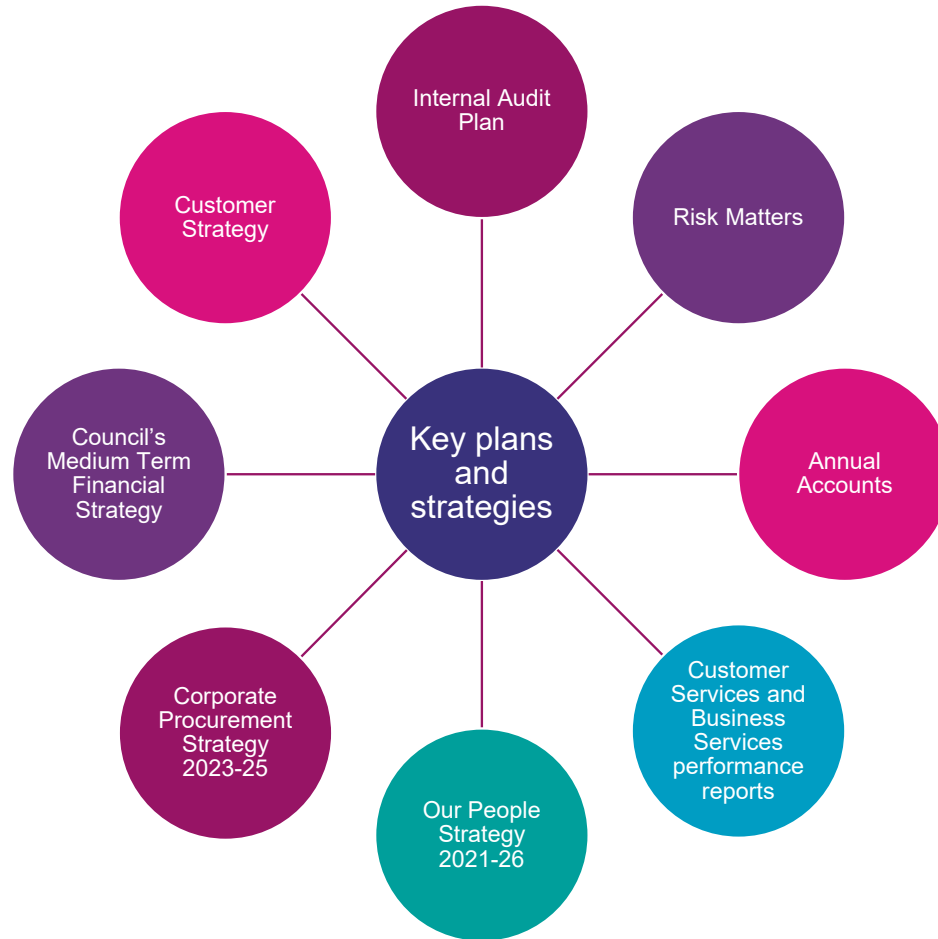 Internal Audit
Plan
Risk Matters
Annual
Accounts
Customer
Services and
Business
Services
performance
reports
Our People
Strategy
2021-26
Corporate
Procurement
Strategy
2023-25
Council’s
Medium Term
Financial
Strategy
Customer
Strategy
Key plans
and
strategies